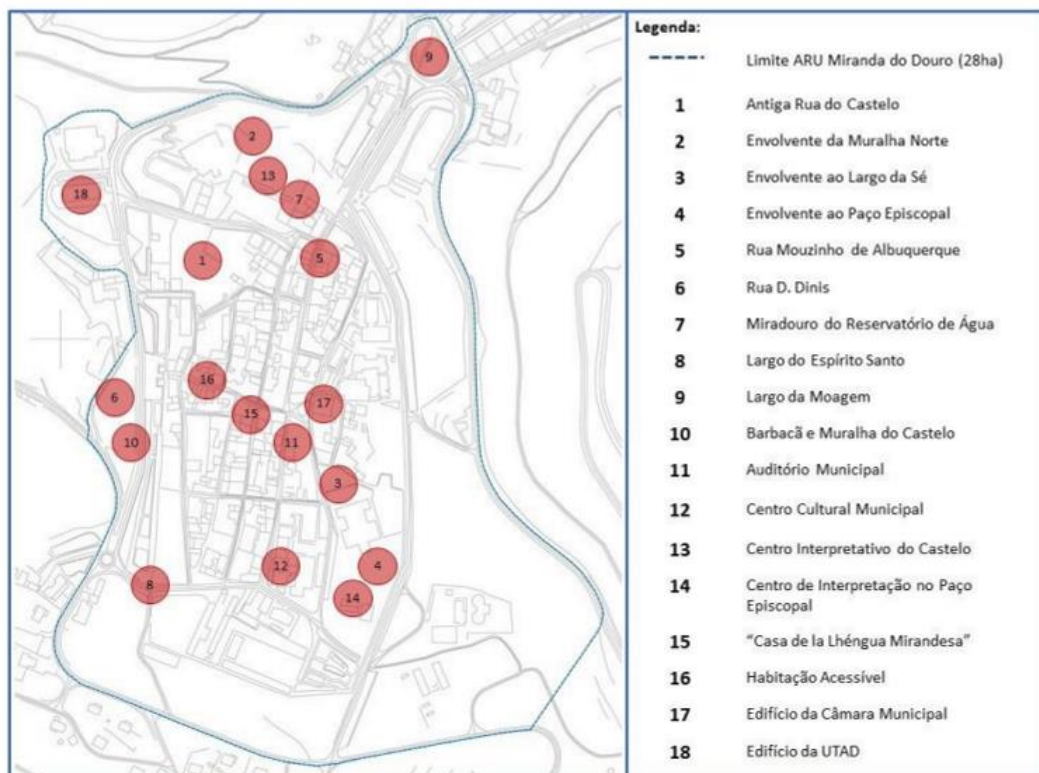 Legenda:
Limite ARU Miranda do Douro (28ha)
1 Antiga Rua do Castelo
2 Envolvente da Muralha Norte
3 Envolvente ao Largo da Sé
4 Envolvente ao Paço Episcopal
5 Rua Mouzinho de Albuquerque
6 Rua D. Dinis
7 Miradouro do Reservatório de Água
8 Largo do Espírito Santo
9 Largo da Moagem
10 Barbacã e Muralha do Castelo
11 Auditório Municipal
12 Centro Cultural Municipal
13 Centro Interpretativo do Castelo
14 Centro de Interpretação no Paço
Episcopal
15 “Casa de la Lhéngua Mirandesa”
16 Habitação Acessível
17 Edifício da Câmara Municipal
18 Edifício da UTAD
9
2
13
18
7
5
1
16
6
17
15
10
11
3
12
4
8
14